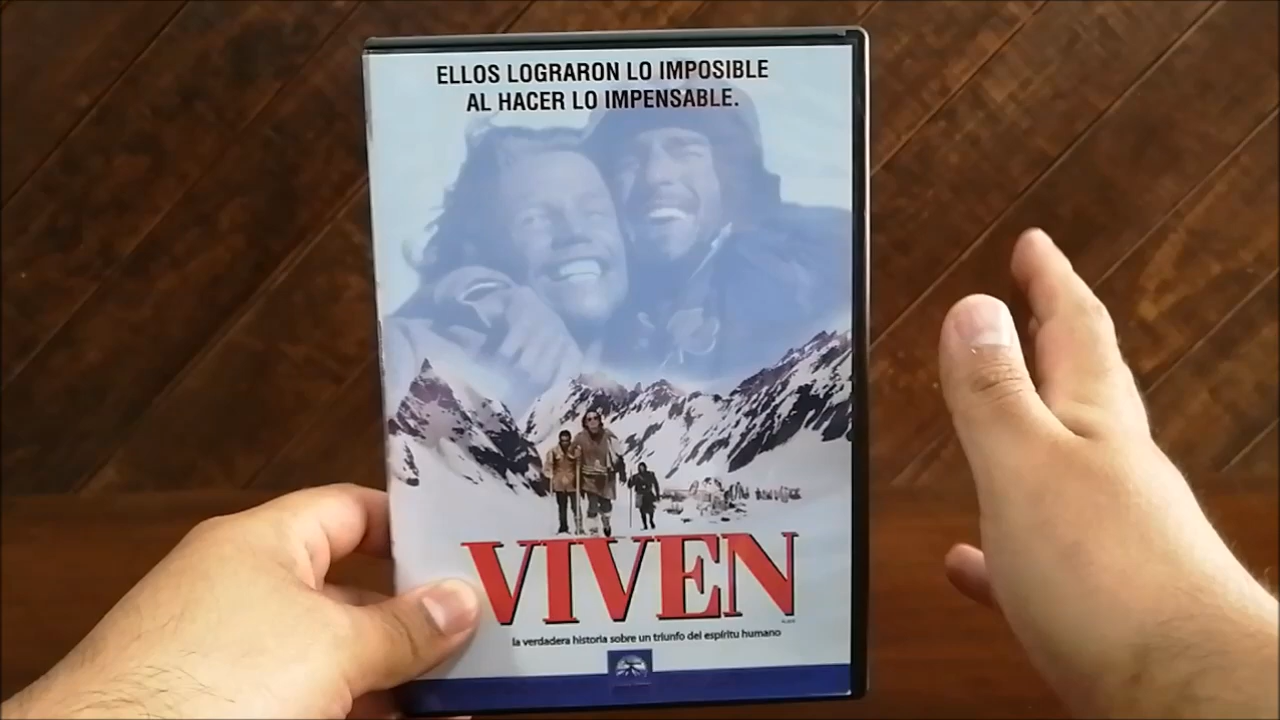 ELLOS LOGRARON LO IMPOSIBLE
AL HACER LO IMPENSABLE.
VIVEN
la verdadera historia sobre un triunfo del espíritu humano